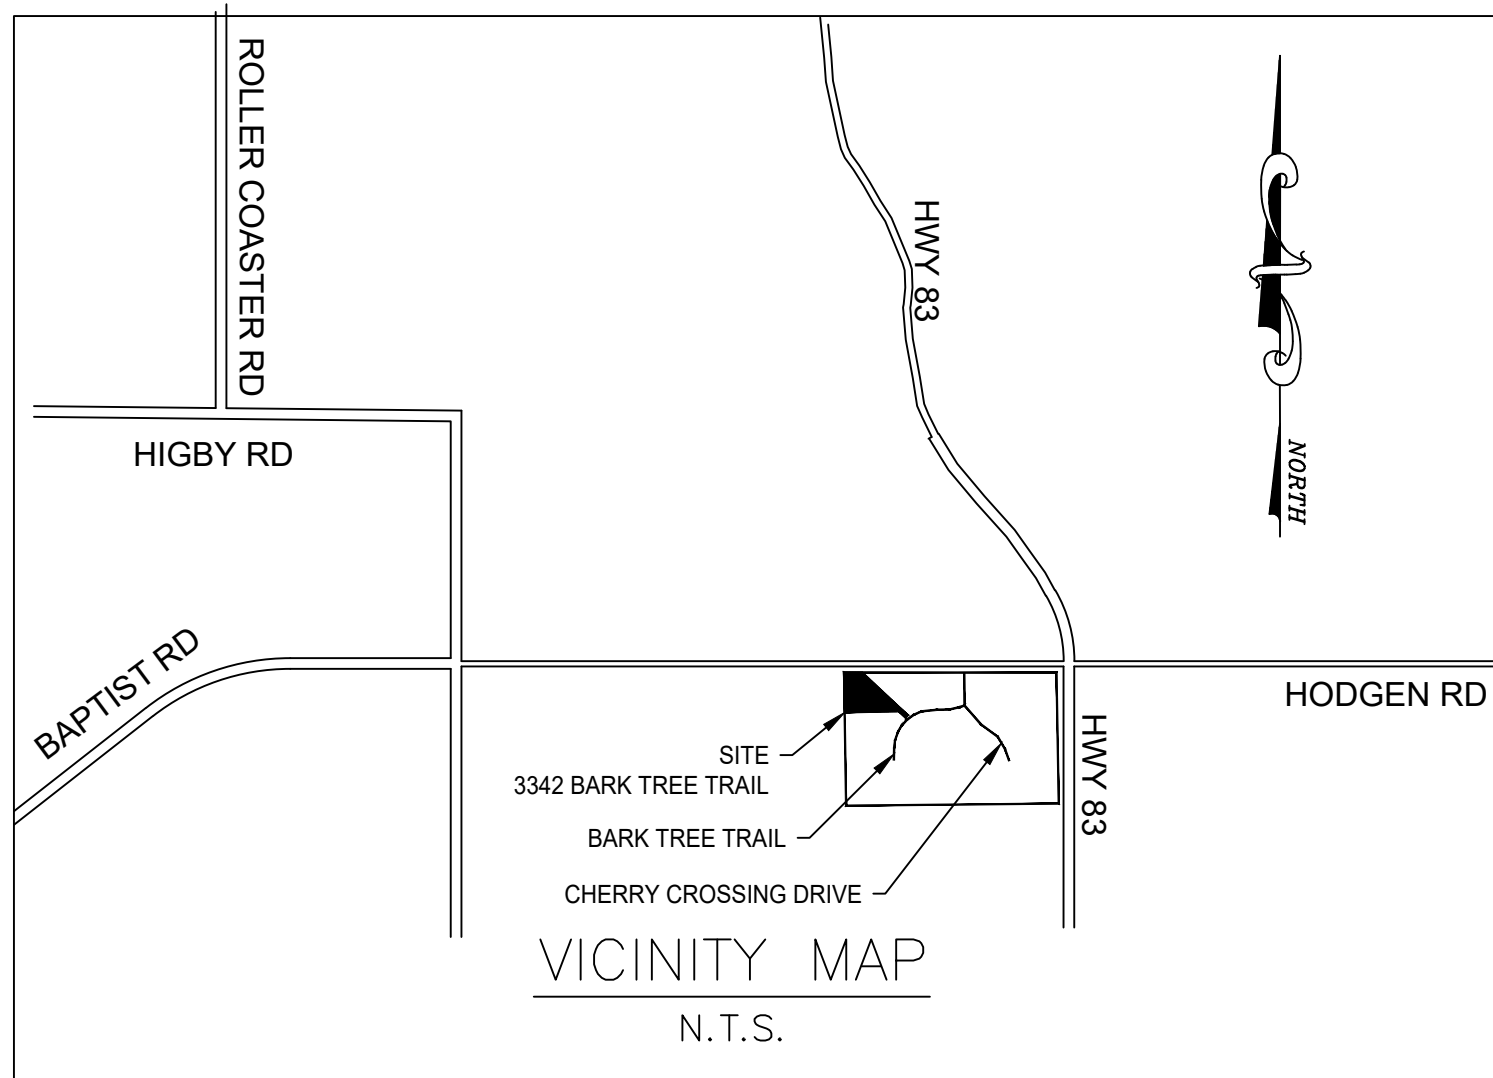 ROLLER COASTER RD
HWY 83
NORTH
HIGBY RD
BAPTIST RD
HODGEN RD
HWY 83
SITE
3342 BARK TREE TRAIL
BARK TREE TRAIL
CHERRY CROSSING DRIVE
VICINITY MAP
N.T.S.